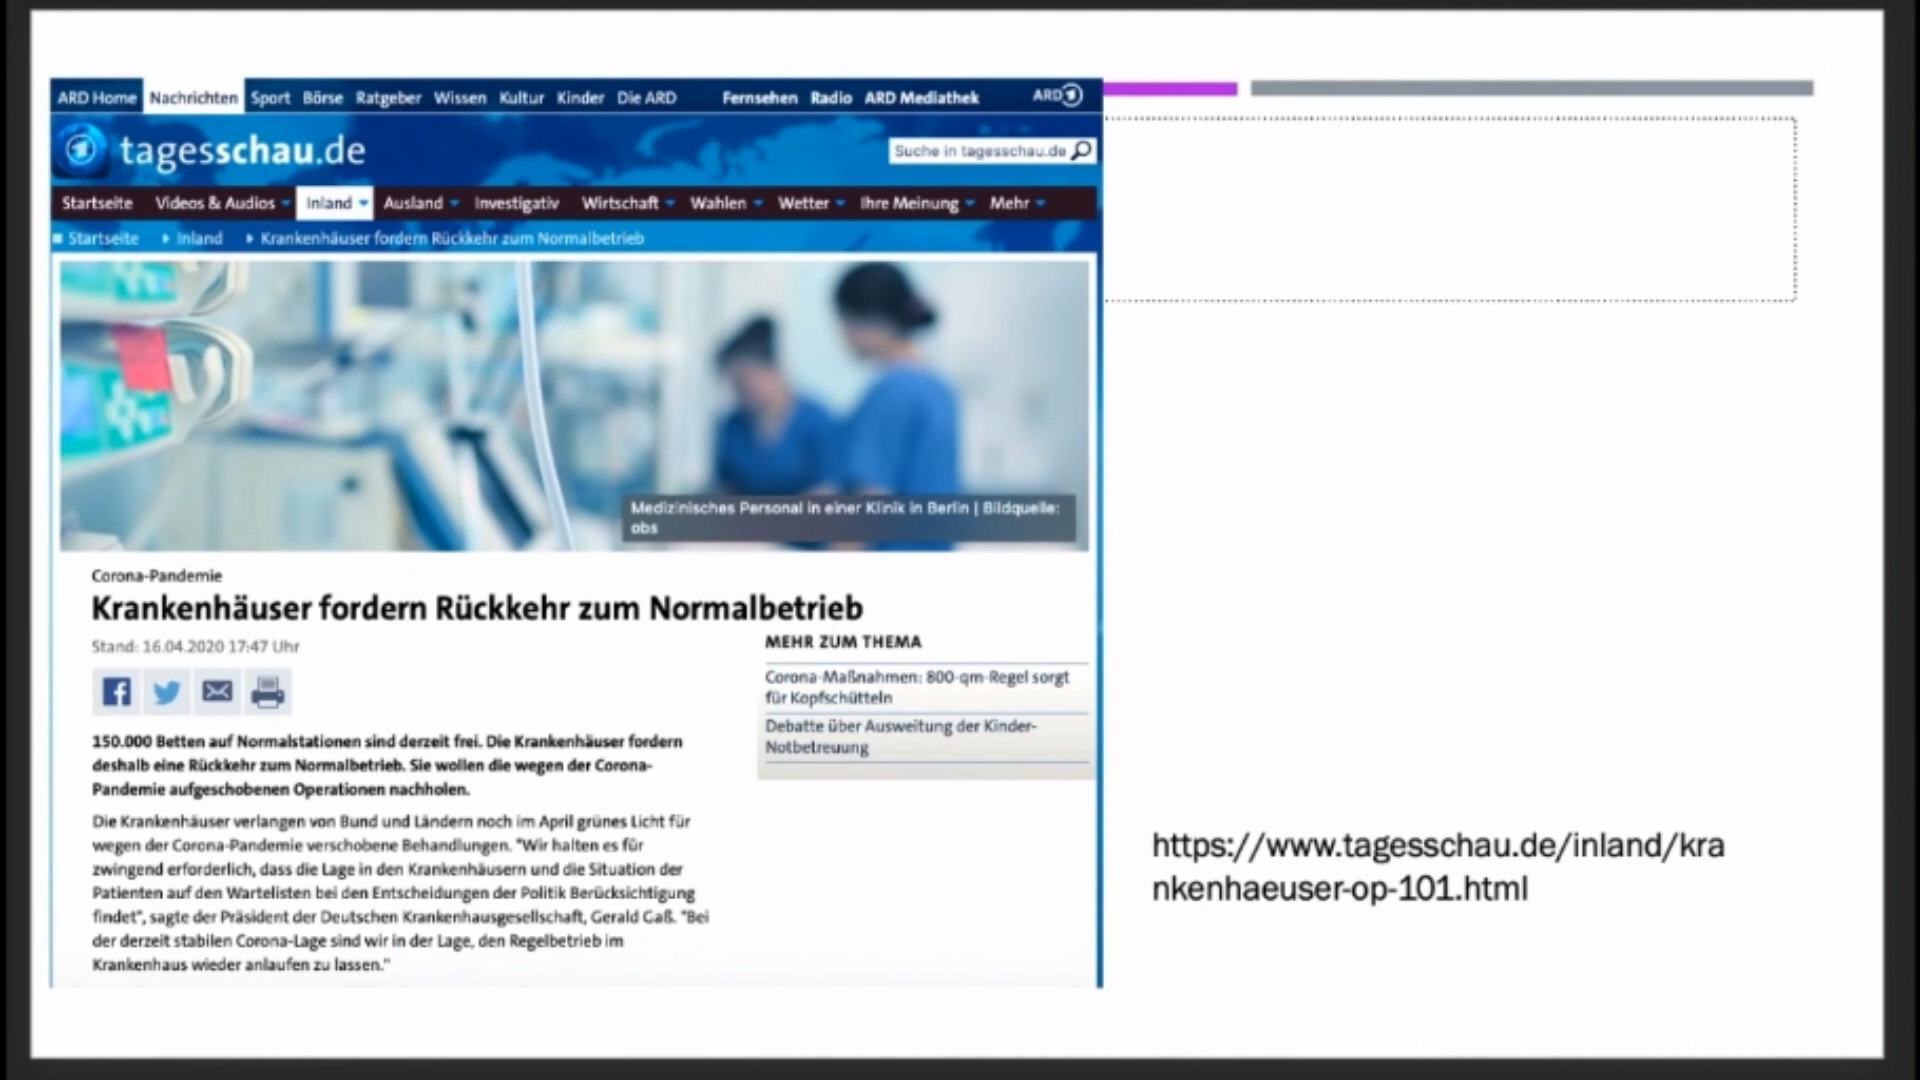 ARD Home Nachrichten Sport Börse Ratgeber Wissen Kultur Kinder Die ARD Fernsehen Radio ARD Mediathek ARD
tagesschau.de
Suche in tagesschau.de
Startseite Videos & Audios Inland Ausland Investigativ Wirtschaft Wahlen Wetter Ihre Meinung Mehr
Startseite Inland Krankenhäuser fordern Rückkehr zum Normalbetrieb
Medizinisches Personal in einer Klinik in Berlin | Bildquelle:
obs
Corona-Pandemie
Krankenhäuser fordern Rückkehr zum Normalbetrieb
Stand: 16.04.2020 17:47 Uhr
150.000 Betten auf Normalstationen sind derzeit frei. Die Krankenhäuser fordern
deshalb eine Rückkehr zum Normalbetrieb. Sie wollen die wegen der Corona-
Pandemie aufgeschobenen Operationen nachholen.
Die Krankenhäuser verlangen von Bund und Ländern noch im April grünes Licht für
wegen der Corona-Pandemie verschobene Behandlungen. "Wir halten es für
zwingend erforderlich, dass die Lage in den Krankenhäusern und die Situation der
Patienten auf den Wartelisten bei den Entscheidungen der Politik Berücksichtigung
findet", sagte der Präsident der Deutschen Krankenhausgesellschaft, Gerald Gaß. "Bei
der derzeit stabilen Corona-Lage sind wir in der Lage, den Regelbetrieb im
Krankenhaus wieder anlaufen zu lassen."
MEHR ZUM THEMA
Corona-Maßnahmen: 800-qm-Regel sorgt
für Kopfschütteln
Debatte über Ausweitung der Kinder-
Notbetreuung
https://www.tagesschau.de/inland/kra
nkenhaeuser-op-101.html